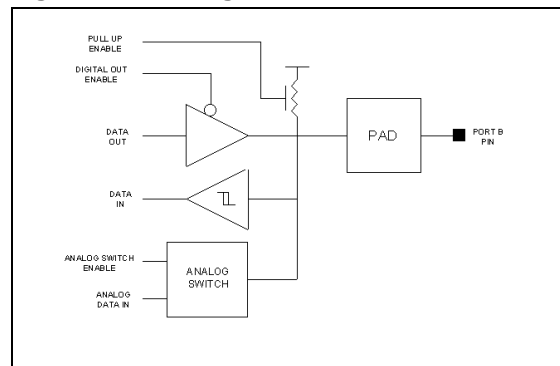 PULL UP
ENABLE
DIGITAL OUT
ENABLE
DATA
OUT
PAD
PORT B
PIN
DATA
IN
ANALOG SWITCH
ENABLE
ANALOG
SWITCH
ANALOG
DATA IN